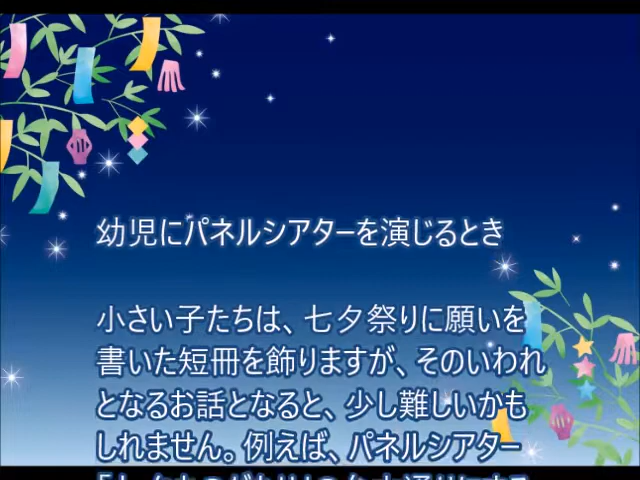 幼児にパネルシアターを演じるとき
小さい子たちは、七夕祭りに願いを
書いた短冊を飾りますが、そのいわれ
となるお話となると、少し難しいかも
しれません。例えば、パネルシアター